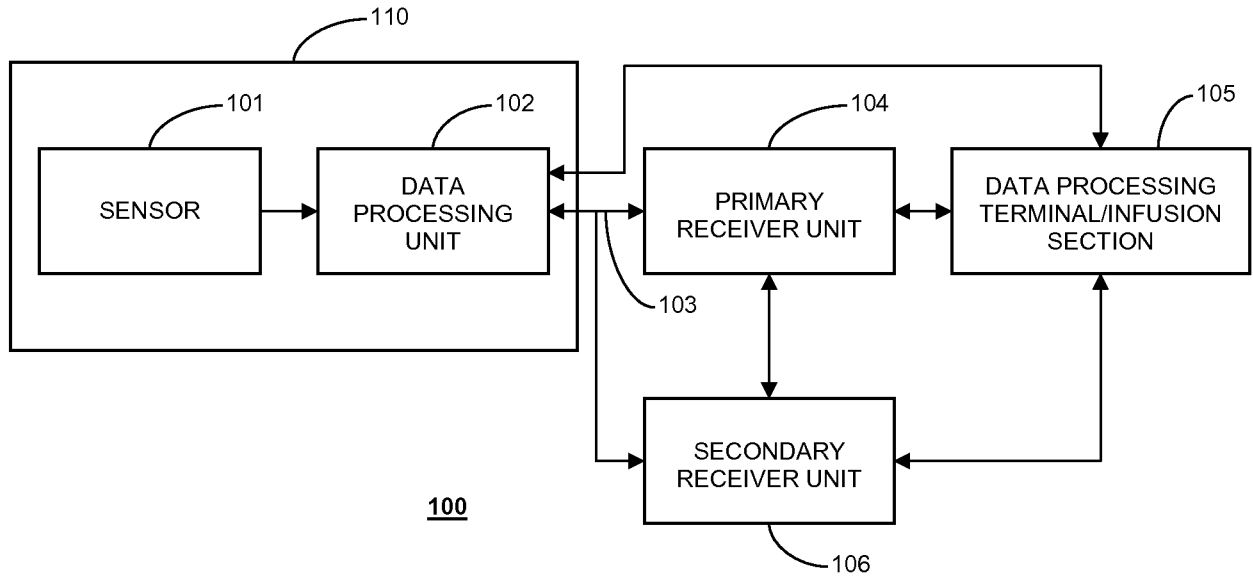 110
101
102
104
105
SENSOR
DATA
PROCESSING
UNIT
PRIMARY
RECEIVER UNIT
DATA PROCESSING
TERMINAL/INFUSION
SECTION
103
SECONDARY
RECEIVER UNIT
100
106